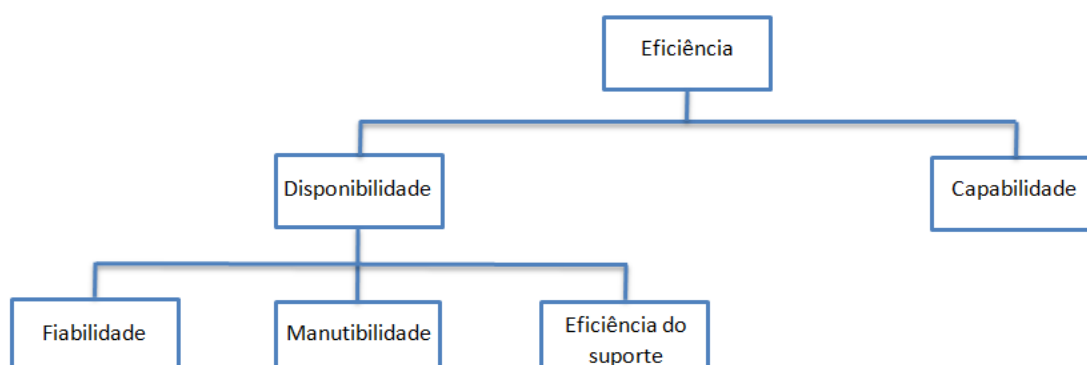 Eficiência
Disponibilidade
Capabilidade
Fiabilidade
Manutibilidade
Eficiência do
suporte